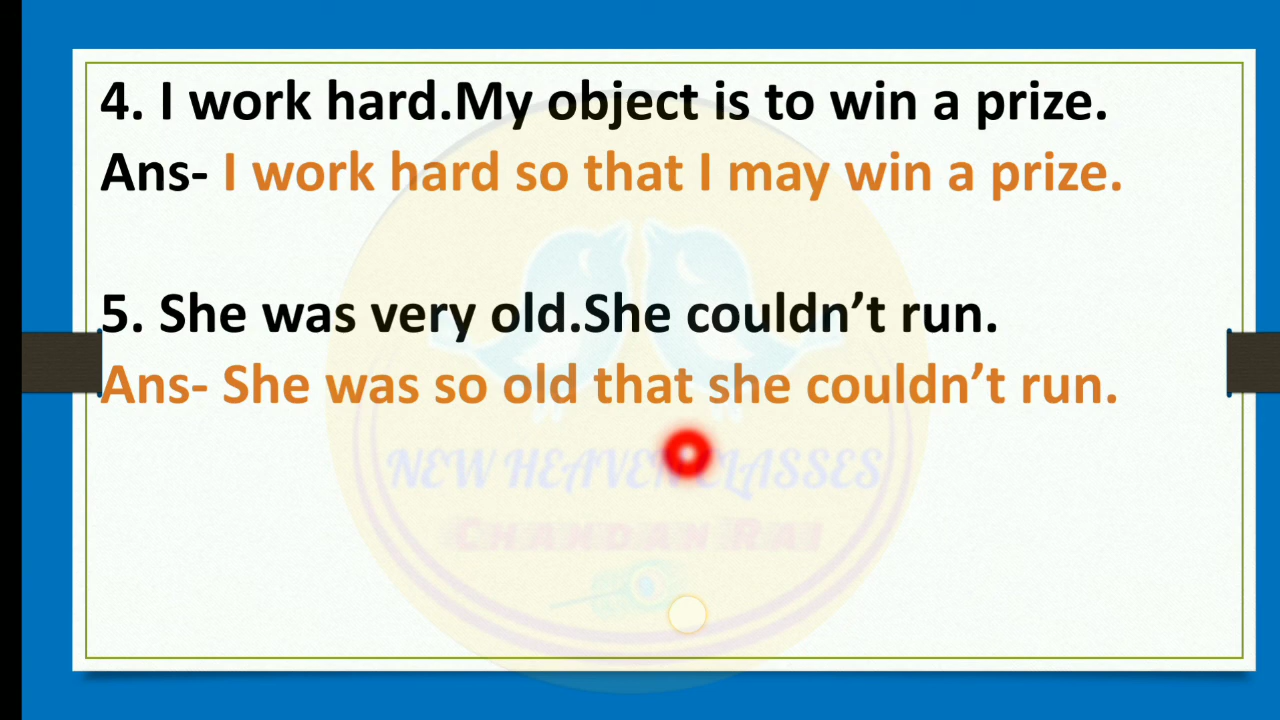 4. I work hard.My object is to win a prize.
Ans- I work hard so that I may win a prize.
5. She was very old.She couldn’t run.
Ans- She was so old that she couldn’t run.
NEW HEAVEN CLASSES
CHANDAN RAI